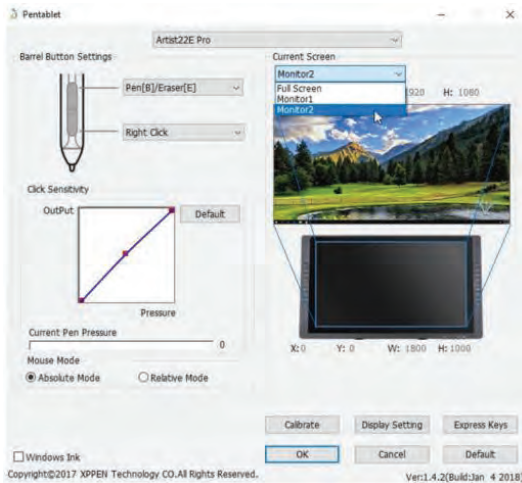 Pentablet
Artist22E Pro
Barrel Button Settings
Pen[B]/Eraser[E]
Right Click
Click Sensitivity
OutPut
Default
Pressure
Current Pen Pressure
0
Mouse Mode
Absolute Mode
Relative Mode
Windows Ink
Current Screen
Monitor2
Full Screen
Monitor1
Monitor2
1920 H: 1080
X: 0 Y: 0 W: 1800 H: 1000
Calibrate Display Setting Express Keys
OK Cancel Default
Copyright©2017 XPPEN Technology CO.All Rights Reserved.
Ver:1.4.2(Build:Jan 4 2018)